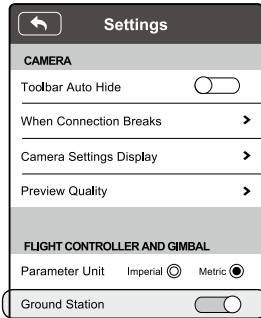 Settings
CAMERA
Toolbar Auto Hide
When Connection Breaks
Camera Settings Display
Preview Quality
FLIGHT CONTROLLER AND GIMBAL
Parameter Unit Imperial Metric
Ground Station